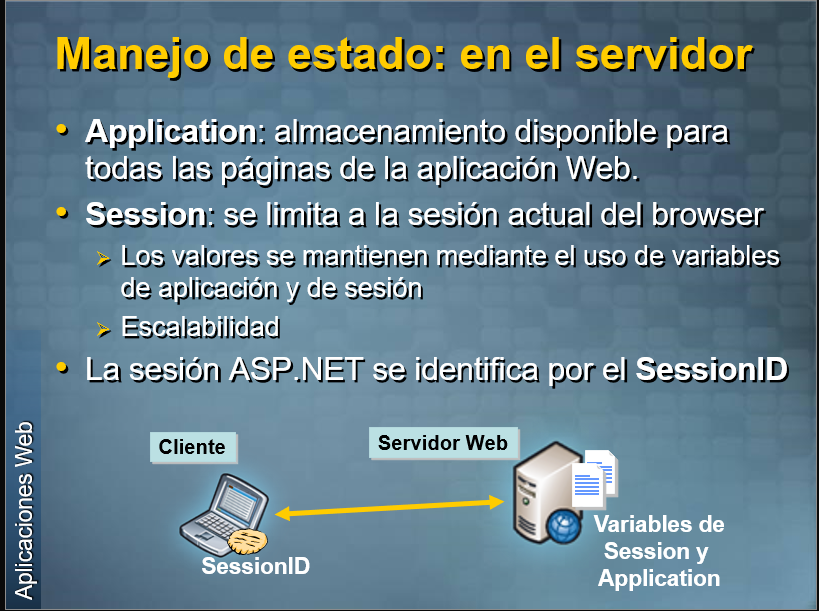 Manejo de estado: en el servidor
• Application: almacenamiento disponible para
todas las páginas de la aplicación Web.
• Session: se limita a la sesión actual del browser
➢ Los valores se mantienen mediante el uso de variables
de aplicación y de sesión
➢ Escalabilidad
• La sesión ASP.NET se identifica por el SessionID
Aplicaciones Web
Cliente
Servidor Web
SessionID
Variables de
Session y
Application